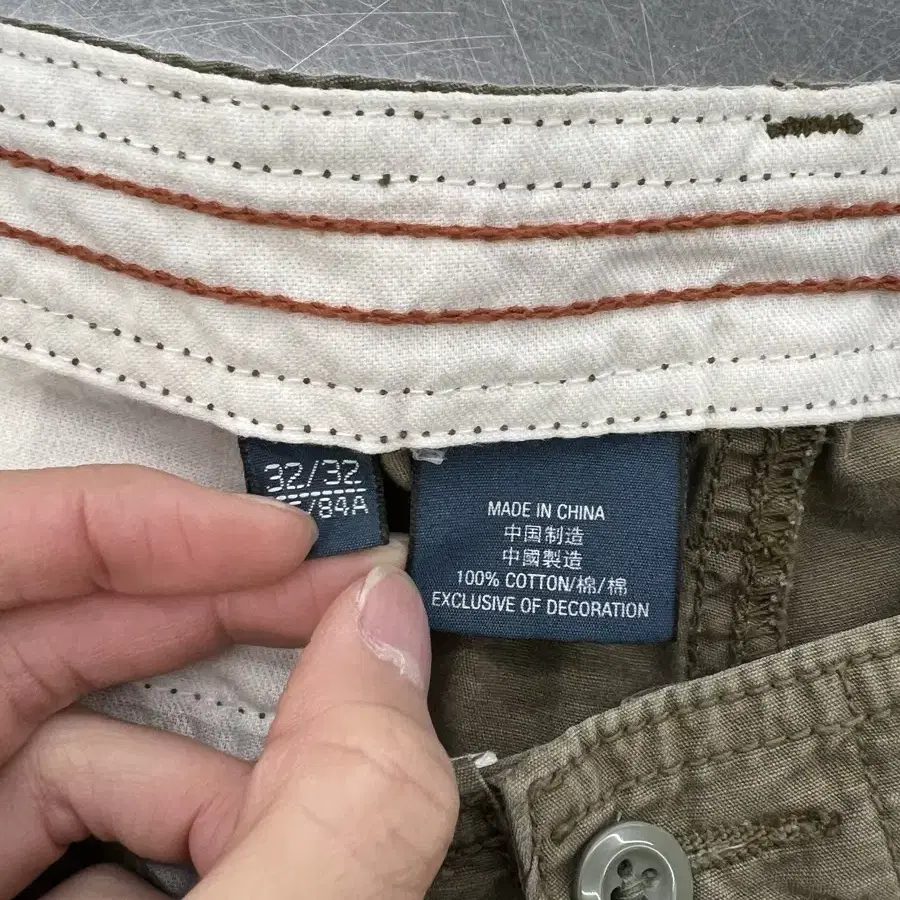 32/32
/84A
MADE IN CHINA
中国制造
中國製造
100% COTTON/棉/棉
EXCLUSIVE OF DECORATION